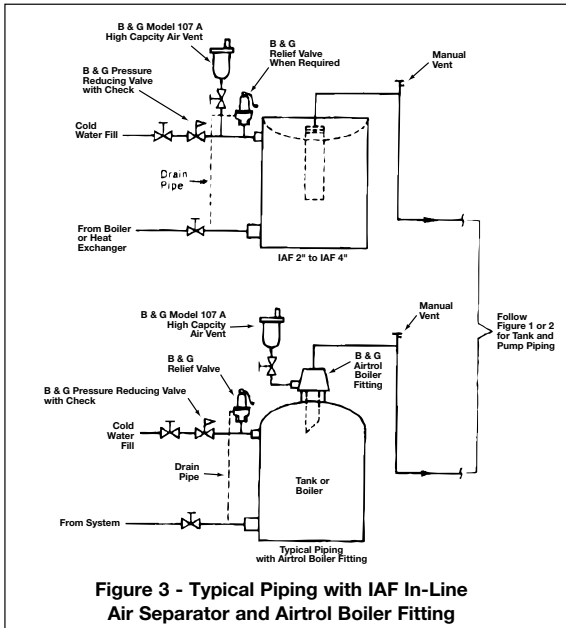 B & G Model 107 A
High Capcity Air Vent
B & G
Relief Valve
When Required
Manual
Vent
B & G Pressure
Reducing Valve
with Check
Cold
Water Fill
Drain
Pipe
From Boiler
or Heat
Exchanger
IAF 2" to IAF 4"
B & G Model 107 A
High Capcity
Air Vent
Manual
Vent
Follow
Figure 1 or 2
for Tank and
Pump Piping
B & G
Relief Valve
B & G
Airtrol
Boiler
Fitting
B & G Pressure Reducing Valve
with Check
Cold
Water
Fill
Drain
Pipe
Tank or
Boiler
From System
Typical Piping
with Airtrol Boiler Fitting
Figure 3 - Typical Piping with IAF In-Line
Air Separator and Airtrol Boiler Fitting